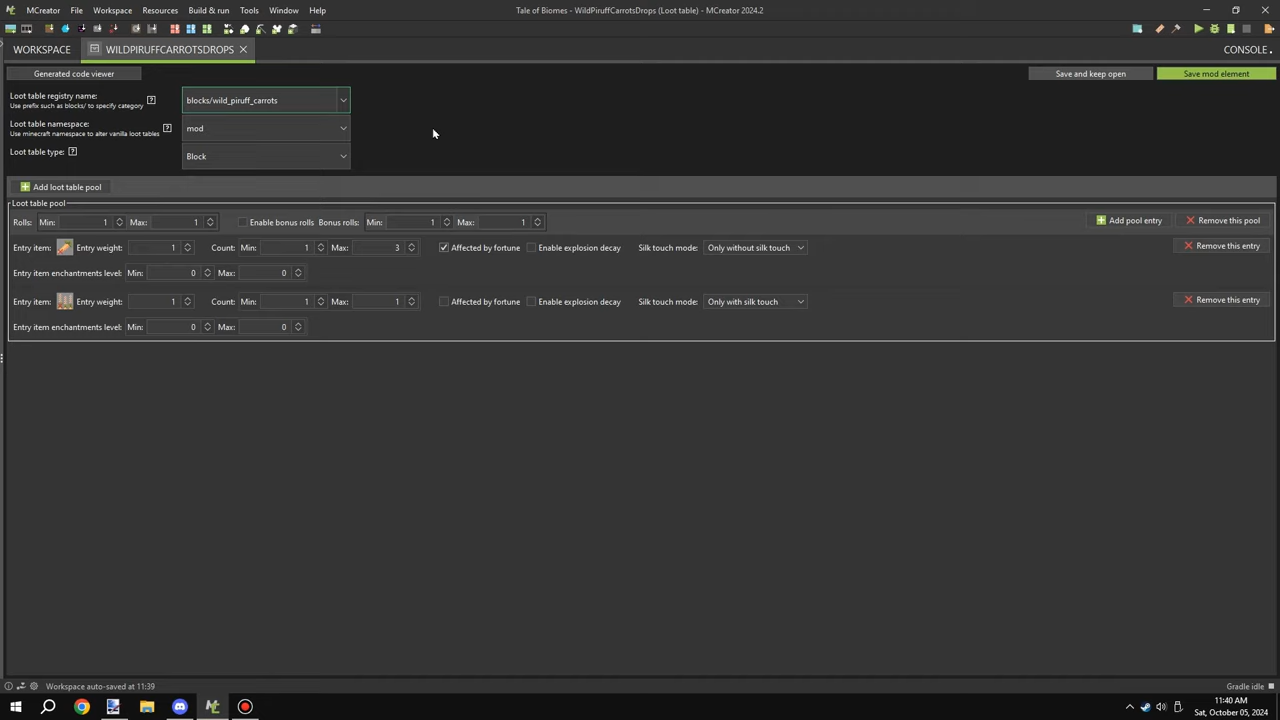 MCreator File Workspace Resources Build & run Tools Window Help Tale of Biomes - WildPiruffCarrotsDrops (Loot table) - MCreator 2024.2
WORKSPACE WILDPIRUFFCARROTSDROPS CONSOLE
Generated code viewer Save and keep open Save mod element
Loot table registry name:
Use prefix such as blocks/ to specify category
blocks/wild_piruff_carrots
Loot table namespace:
Use minecraft namespace to alter vanilla loot tables
mod
Loot table type: Block
Add loot table pool
Loot table pool
Rolls: Min: 1 Max: 1 Enable bonus rolls Bonus rolls: Min: 1 Max: 1 Add pool entry Remove this pool
Entry item: Entry weight: 1 Count: Min: 1 Max: 3 Affected by fortune Enable explosion decay Silk touch mode: Only without silk touch Remove this entry
Entry item enchantments level: Min: 0 Max: 0
Entry item: Entry weight: 1 Count: Min: 1 Max: 1 Affected by fortune Enable explosion decay Silk touch mode: Only with silk touch Remove this entry
Entry item enchantments level: Min: 0 Max: 0
Workspace auto-saved at 11:39 Gradle idle
11:40 AM
Sat, October 05, 2024